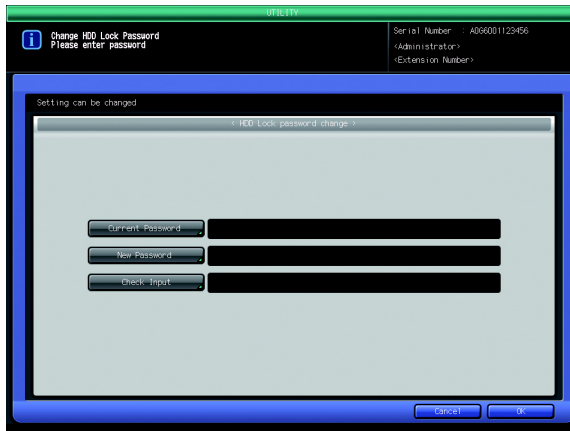 UTILITY
Change HDD Lock Password
Please enter password
Serial Number : A0G6001123456
<Administrator>
<Extension Number>
Setting can be changed
< HDD Lock password change >
Current Password
New Password
Check Input
Cancel
OK